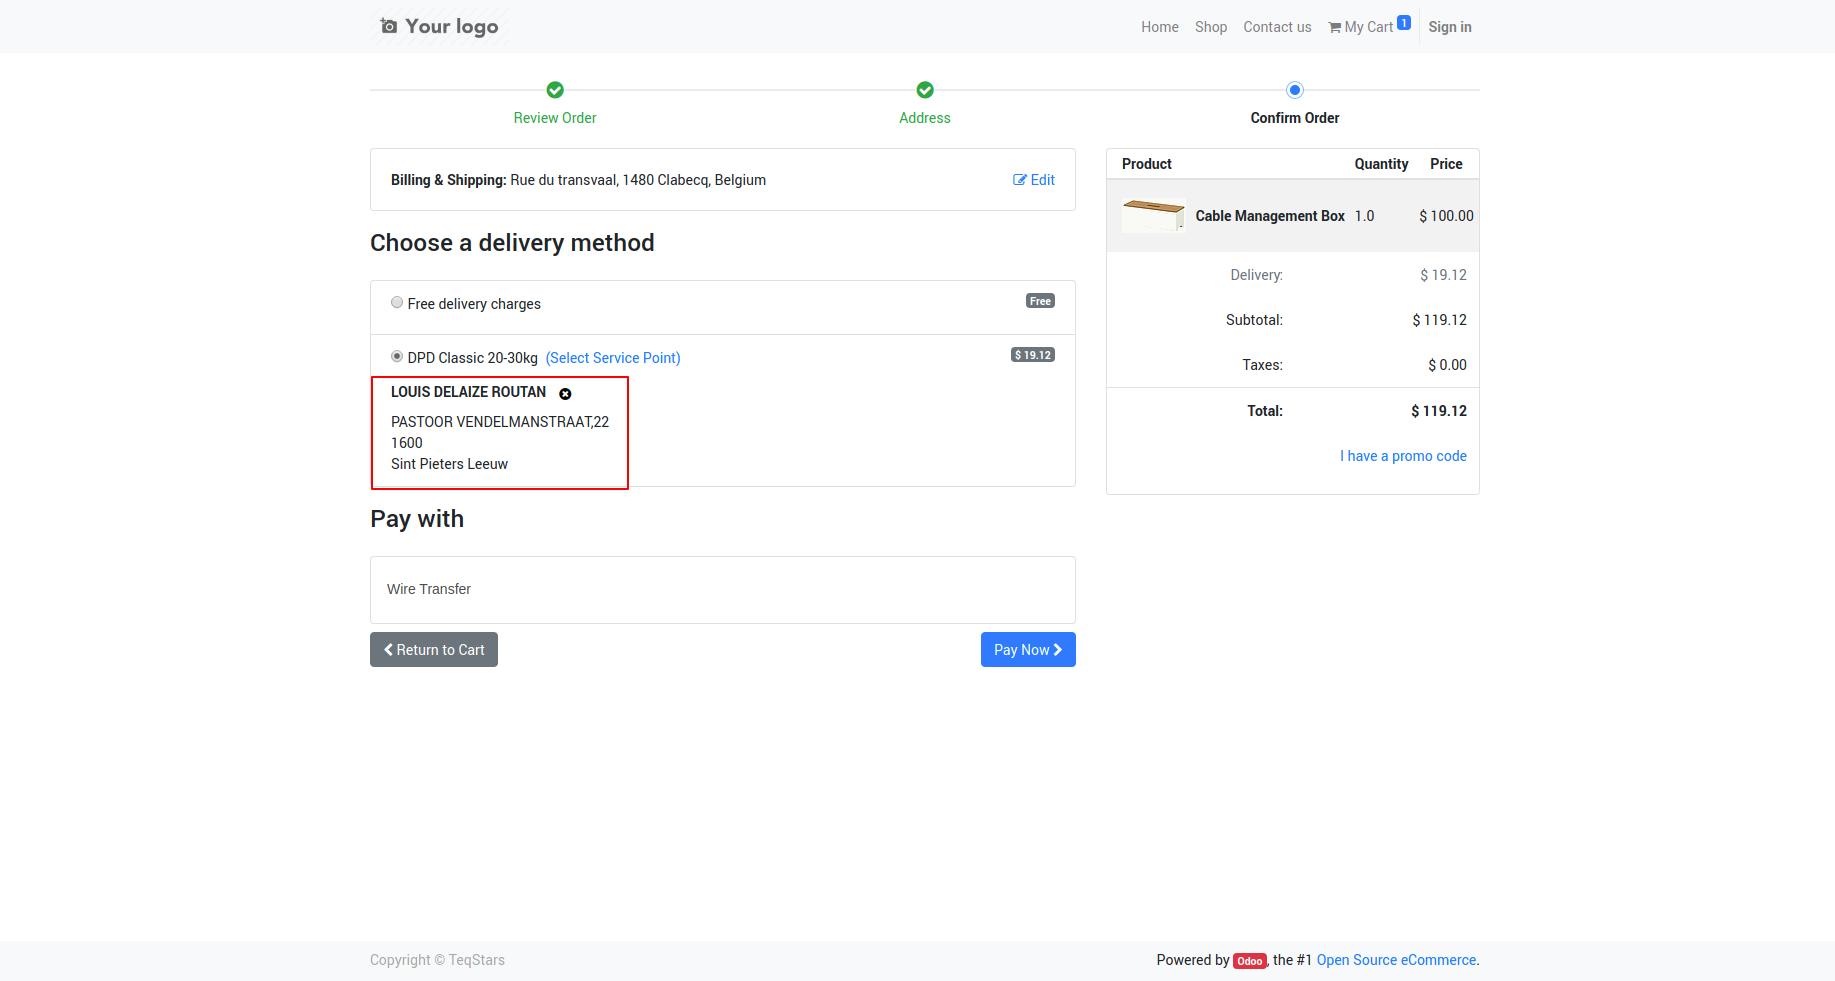 Your logo
Home Shop Contact us My Cart 1 Sign in
Review Order Address Confirm Order
Billing & Shipping: Rue du transvaal, 1480 Clabecq, Belgium Edit
Choose a delivery method
Free delivery charges Free
DPD Classic 20-30kg (Select Service Point) $ 19.12
LOUIS DELAIZE ROUTAN
PASTOOR VENDELMANSTRAAT,22
1600
Sint Pieters Leeuw
Pay with
Wire Transfer
Return to Cart Pay Now
Product Quantity Price
Cable Management Box 1.0 $ 100.00
Delivery: $ 19.12
Subtotal: $ 119.12
Taxes: $ 0.00
Total: $ 119.12
I have a promo code
Copyright © TeqStars
Powered by Odoo, the #1 Open Source eCommerce.